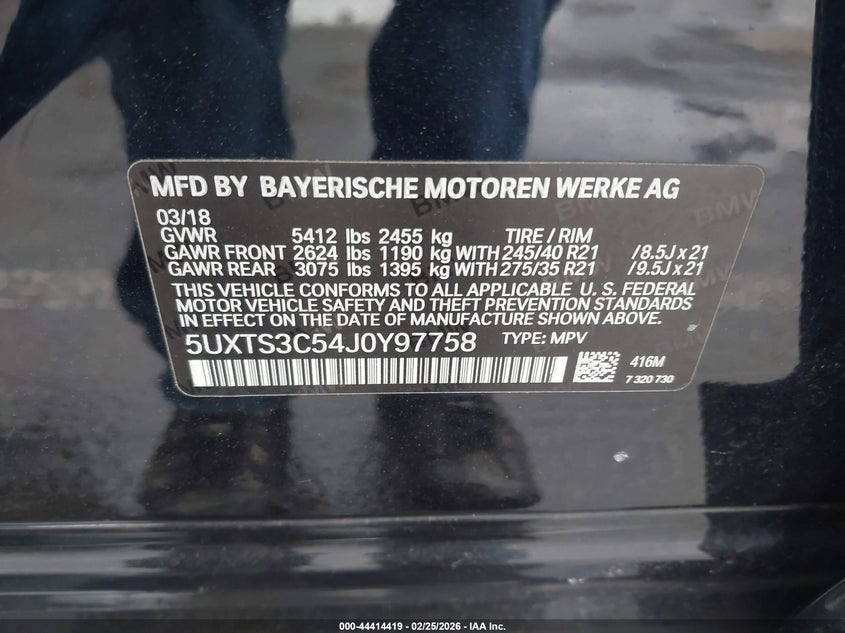 MFD BY BAYERISCHE MOTOREN WERKE AG
03/18
GVWR 5412 lbs 2455 kg TIRE / RIM
GAWR FRONT 2624 lbs 1190 kg WITH 245/40 R21 /8.5J x 21
GAWR REAR 3075 lbs 1395 kg WITH 275/35 R21 /9.5J x 21
THIS VEHICLE CONFORMS TO ALL APPLICABLE U. S. FEDERAL
MOTOR VEHICLE SAFETY AND THEFT PREVENTION STANDARDS
IN EFFECT ON THE DATE OF MANUFACTURE SHOWN ABOVE.
5UXTS3C54J0Y97758 TYPE: MPV
416M
7 320 730
000-44414419 - 02/25/2026 - IAA Inc.